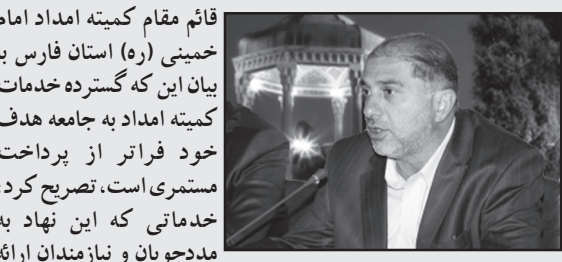 قائم مقام کمیته امداد امام
خمینی (ره) استان فارس با
بیان این که گسترده خدمات
کمیته امداد به جامعه هدف
خود فراتر از پرداخت
مستمری است، تصریح کرد:
خدماتی که این نهاد به
مددجویان و نیازمندان ارائه